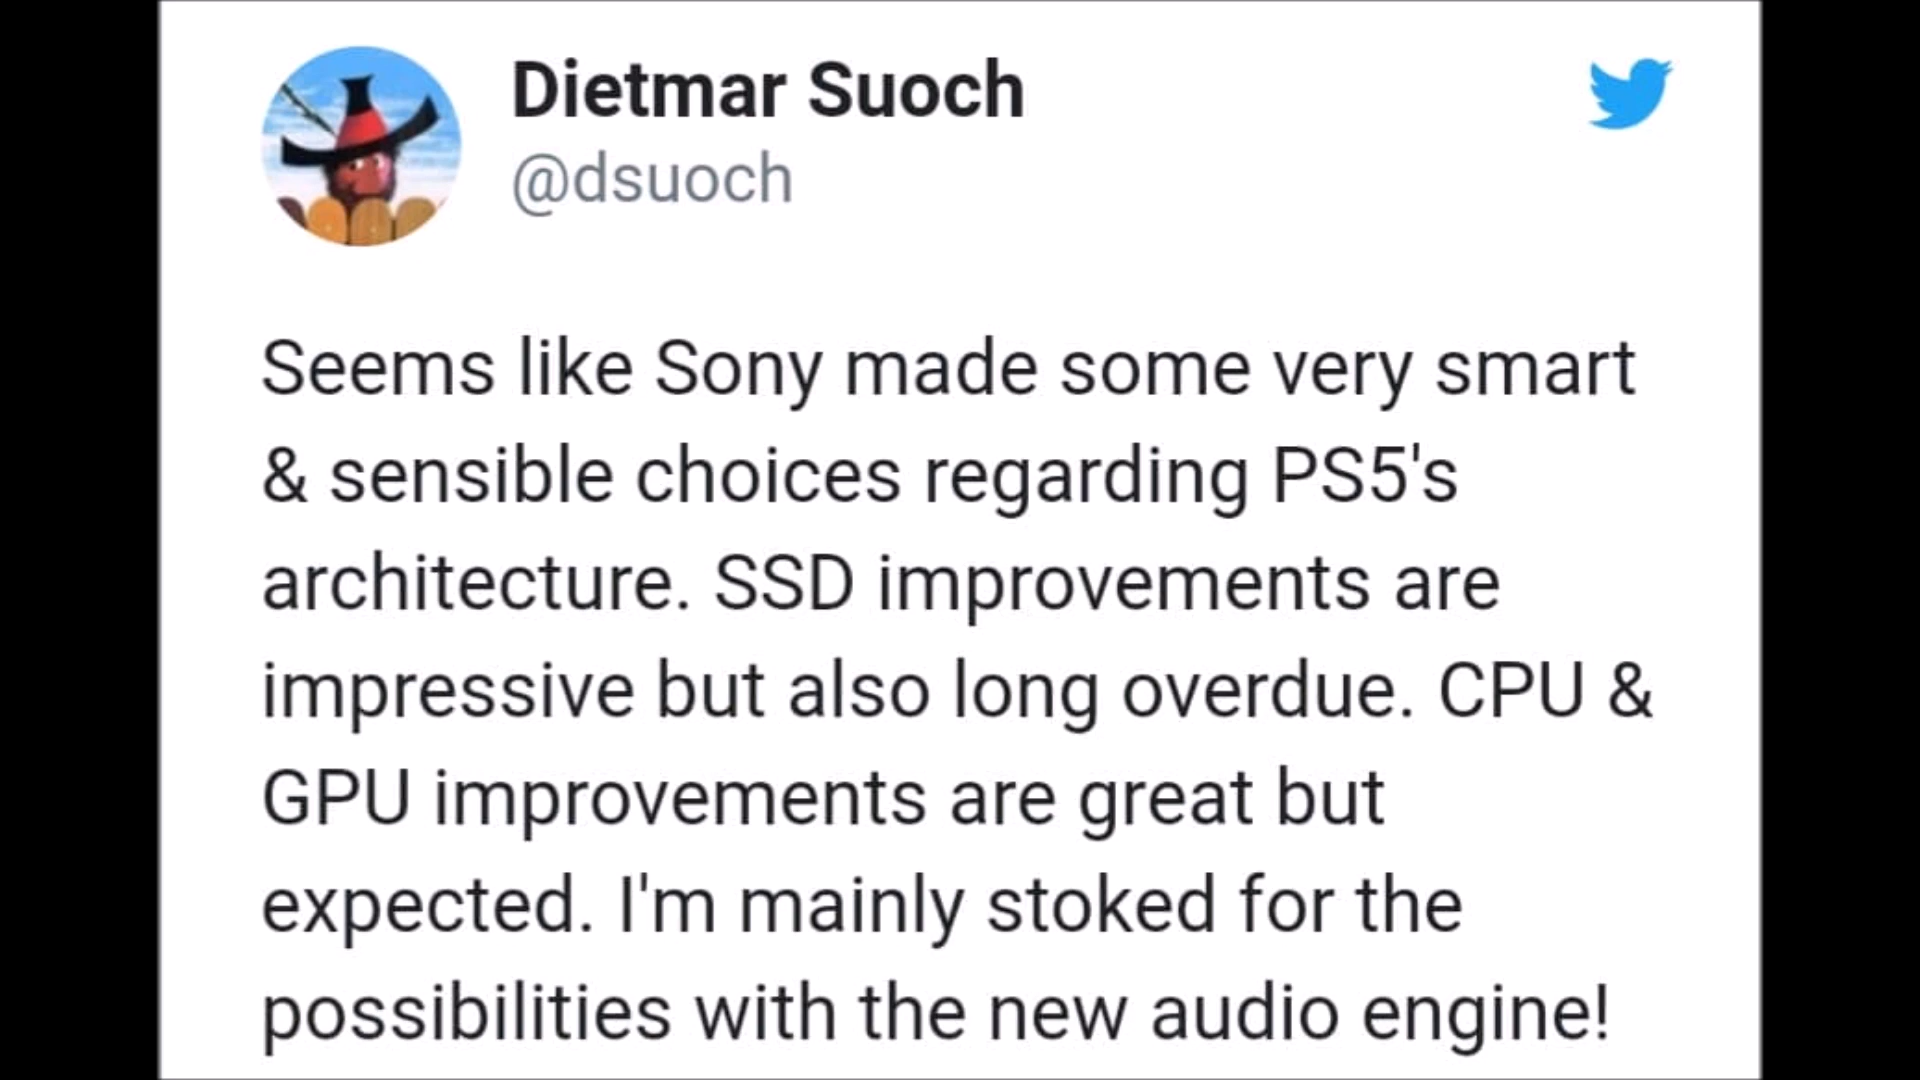 Dietmar Suoch
@dsuoch
Seems like Sony made some very smart
& sensible choices regarding PS5's
architecture. SSD improvements are
impressive but also long overdue. CPU &
GPU improvements are great but
expected. I'm mainly stoked for the
possibilities with the new audio engine!